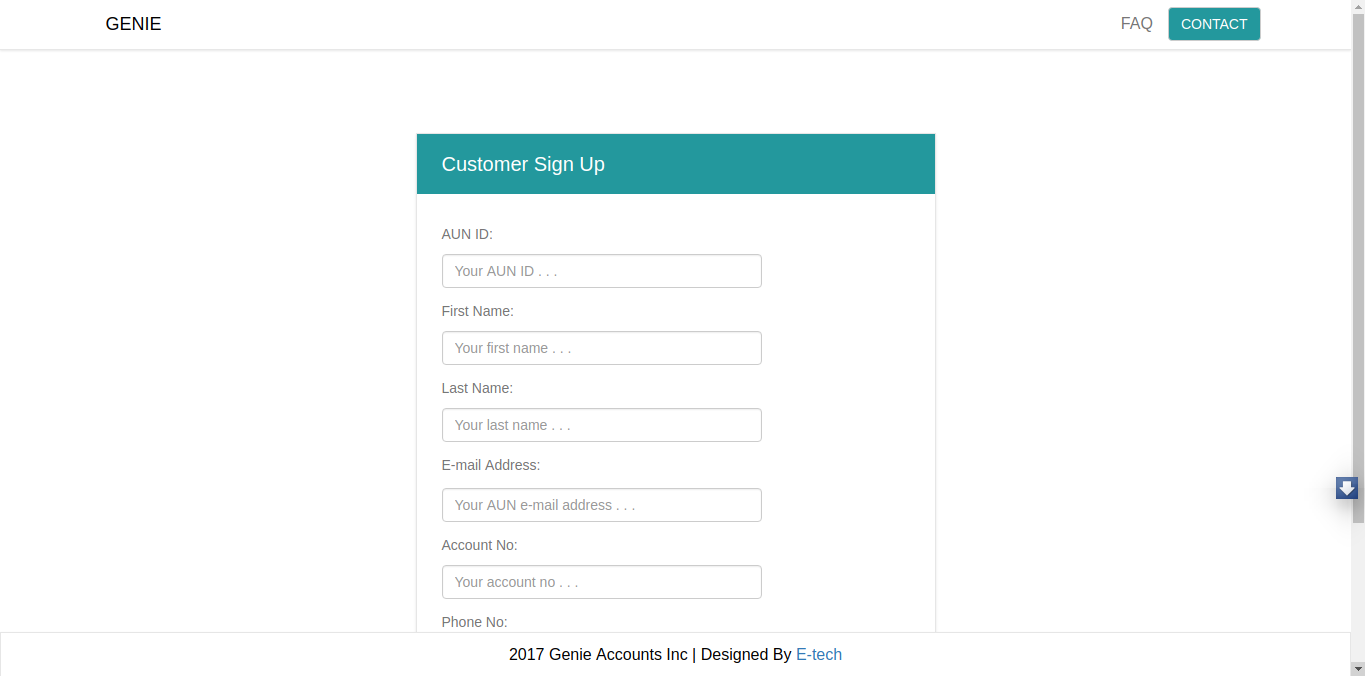 GENIE
FAQ CONTACT
Customer Sign Up
AUN ID:
Your AUN ID . . .
First Name:
Your first name . . .
Last Name:
Your last name . . .
E-mail Address:
Your AUN e-mail address . . .
Account No:
Your account no . . .
Phone No:
2017 Genie Accounts Inc | Designed By E-tech